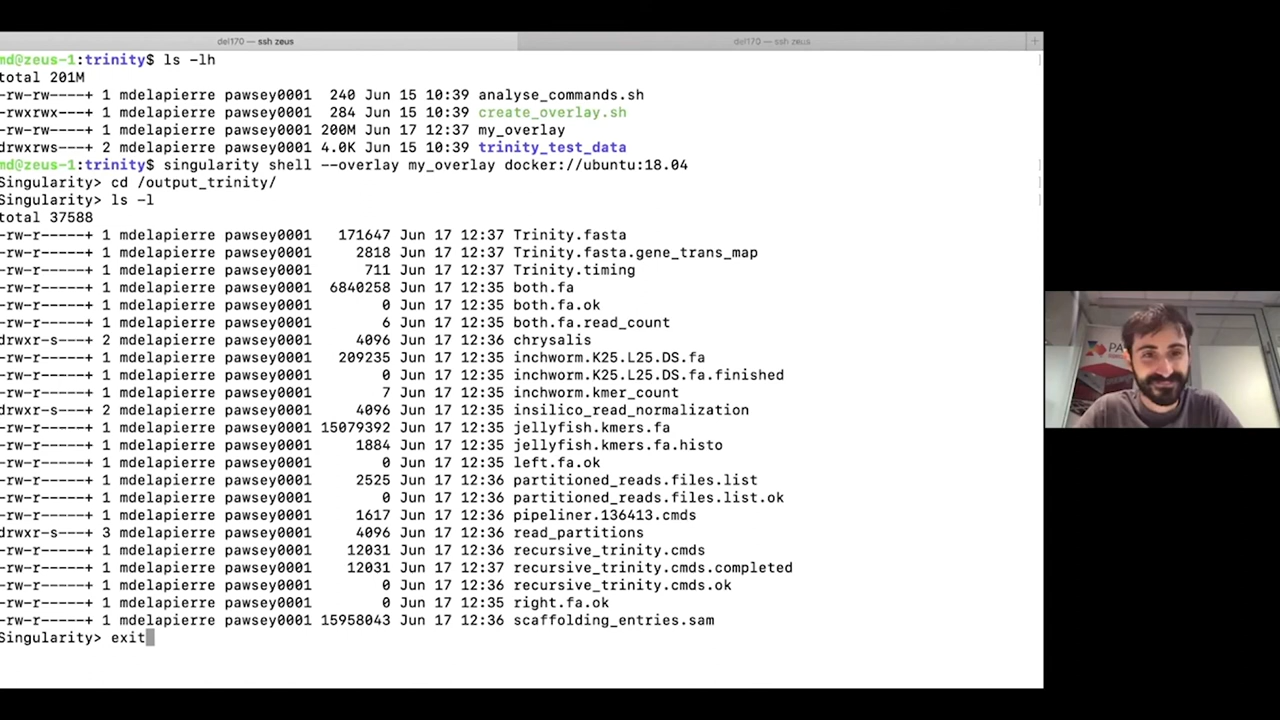 del170 — ssh zeus
del170 — ssh zeus
md@zeus-1:trinity$ ls -lh
total 201M
-rw-rw----+ 1 mdelapierre pawsey0001  240 Jun 15 10:39 analyse_commands.sh
-rwxrwx---+ 1 mdelapierre pawsey0001  284 Jun 15 10:39 create_overlay.sh
-rw-rw----+ 1 mdelapierre pawsey0001 200M Jun 17 12:37 my_overlay
drwxrws---+ 2 mdelapierre pawsey0001 4.0K Jun 15 10:39 trinity_test_data
md@zeus-1:trinity$ singularity shell --overlay my_overlay docker://ubuntu:18.04
Singularity> cd /output_trinity/
Singularity> ls -l
total 37588
-rw-r-----+ 1 mdelapierre pawsey0001   171647 Jun 17 12:37 Trinity.fasta
-rw-r-----+ 1 mdelapierre pawsey0001     2818 Jun 17 12:37 Trinity.fasta.gene_trans_map
-rw-r-----+ 1 mdelapierre pawsey0001      711 Jun 17 12:37 Trinity.timing
-rw-r-----+ 1 mdelapierre pawsey0001  6840258 Jun 17 12:35 both.fa
-rw-r-----+ 1 mdelapierre pawsey0001        0 Jun 17 12:35 both.fa.ok
-rw-r-----+ 1 mdelapierre pawsey0001        6 Jun 17 12:35 both.fa.read_count
drwxr-s---+ 2 mdelapierre pawsey0001     4096 Jun 17 12:36 chrysalis
-rw-r-----+ 1 mdelapierre pawsey0001   209235 Jun 17 12:35 inchworm.K25.L25.DS.fa
-rw-r-----+ 1 mdelapierre pawsey0001        0 Jun 17 12:35 inchworm.K25.L25.DS.fa.finished
-rw-r-----+ 1 mdelapierre pawsey0001        7 Jun 17 12:35 inchworm.kmer_count
drwxr-s---+ 2 mdelapierre pawsey0001     4096 Jun 17 12:35 insilico_read_normalization
-rw-r-----+ 1 mdelapierre pawsey0001 15079392 Jun 17 12:35 jellyfish.kmers.fa
-rw-r-----+ 1 mdelapierre pawsey0001     1884 Jun 17 12:35 jellyfish.kmers.fa.histo
-rw-r-----+ 1 mdelapierre pawsey0001        0 Jun 17 12:35 left.fa.ok
-rw-r-----+ 1 mdelapierre pawsey0001     2525 Jun 17 12:36 partitioned_reads.files.list
-rw-r-----+ 1 mdelapierre pawsey0001        0 Jun 17 12:36 partitioned_reads.files.list.ok
-rw-r-----+ 1 mdelapierre pawsey0001     1617 Jun 17 12:36 pipeliner.136413.cmds
drwxr-s---+ 3 mdelapierre pawsey0001     4096 Jun 17 12:36 read_partitions
-rw-r-----+ 1 mdelapierre pawsey0001    12031 Jun 17 12:36 recursive_trinity.cmds
-rw-r-----+ 1 mdelapierre pawsey0001    12031 Jun 17 12:37 recursive_trinity.cmds.completed
-rw-r-----+ 1 mdelapierre pawsey0001        0 Jun 17 12:36 recursive_trinity.cmds.ok
-rw-r-----+ 1 mdelapierre pawsey0001        0 Jun 17 12:35 right.fa.ok
-rw-r-----+ 1 mdelapierre pawsey0001 15958043 Jun 17 12:36 scaffolding_entries.sam
Singularity> exit